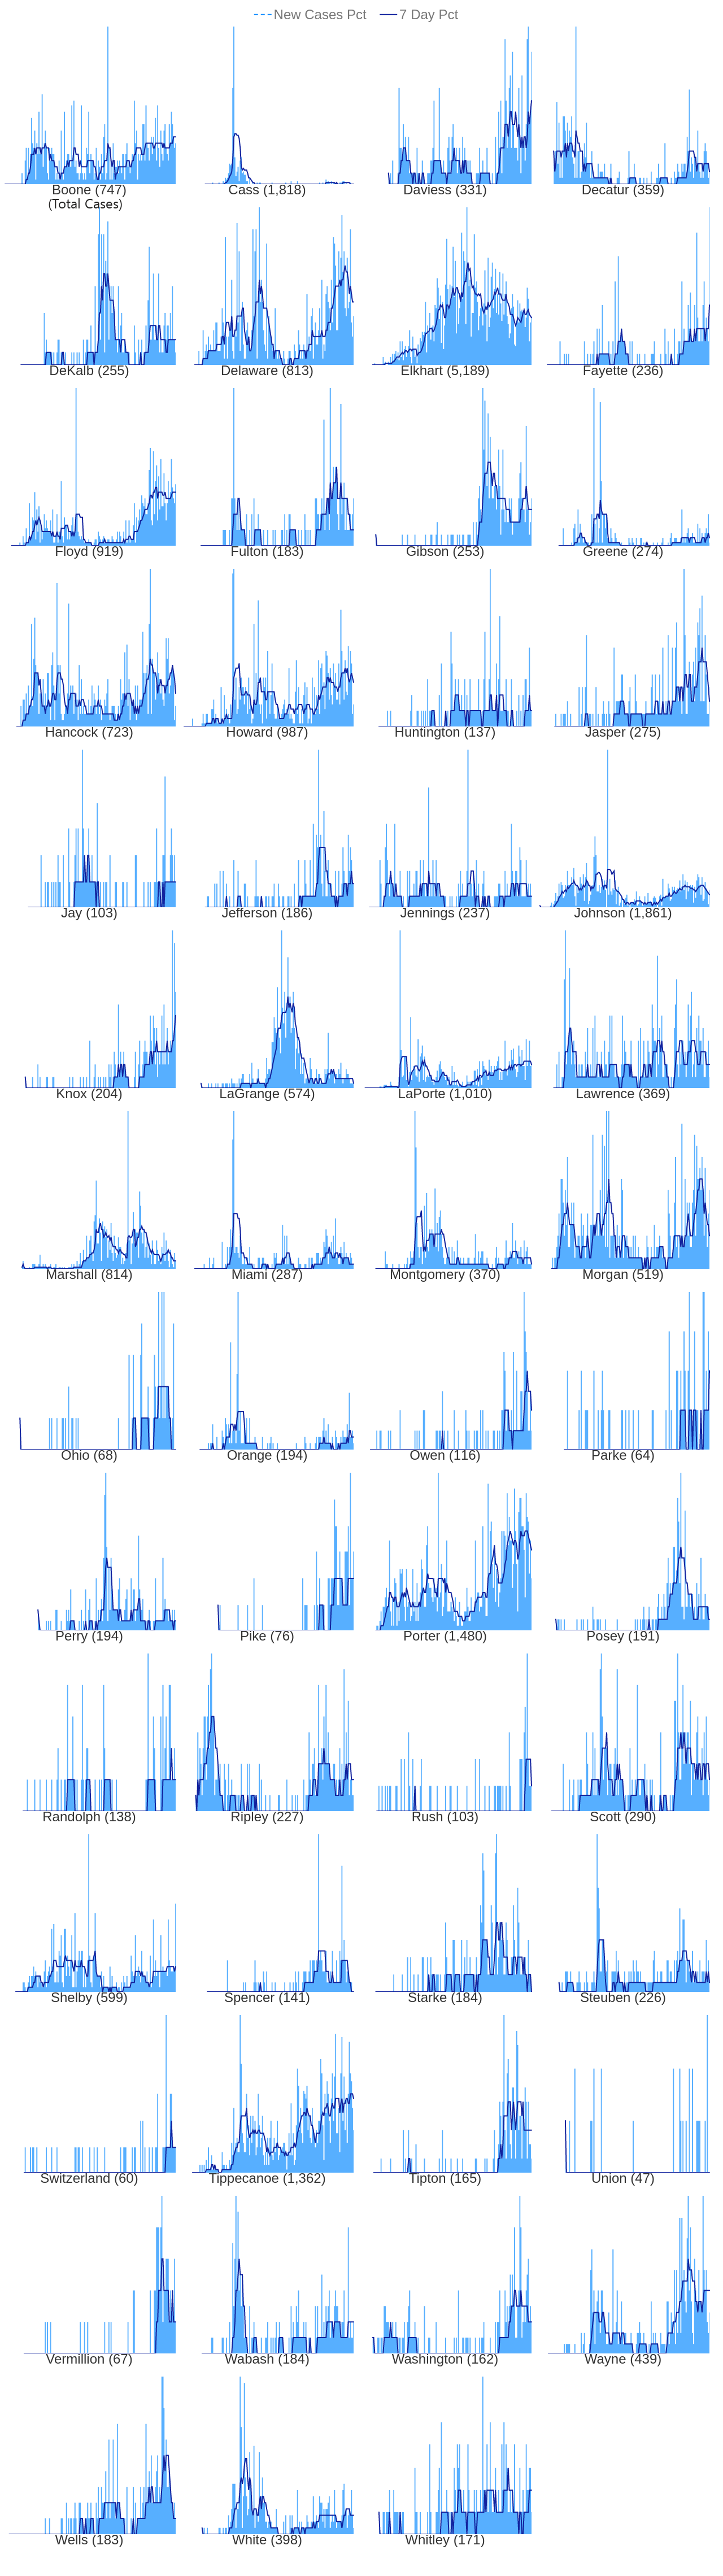 New Cases Pct 7 Day Pct
Boone (747) Cass (1,818) Daviess (331) Decatur (359)
(Total Cases)
DeKalb (255) Delaware (813) Elkhart (5,189) Fayette (236)
Floyd (919) Fulton (183) Gibson (253) Greene (274)
Hancock (723) Howard (987) Huntington (137) Jasper (275)
Jay (103) Jefferson (186) Jennings (237) Johnson (1,861)
Knox (204) LaGrange (574) LaPorte (1,010) Lawrence (369)
Marshall (814) Miami (287) Montgomery (370) Morgan (519)
Ohio (68) Orange (194) Owen (116) Parke (64)
Perry (194) Pike (76) Porter (1,480) Posey (191)
Randolph (138) Ripley (227) Rush (103) Scott (290)
Shelby (599) Spencer (141) Starke (184) Steuben (226)
Switzerland (60) Tippecanoe (1,362) Tipton (165) Union (47)
Vermillion (67) Wabash (184) Washington (162) Wayne (439)
Wells (183) White (398) Whitley (171)